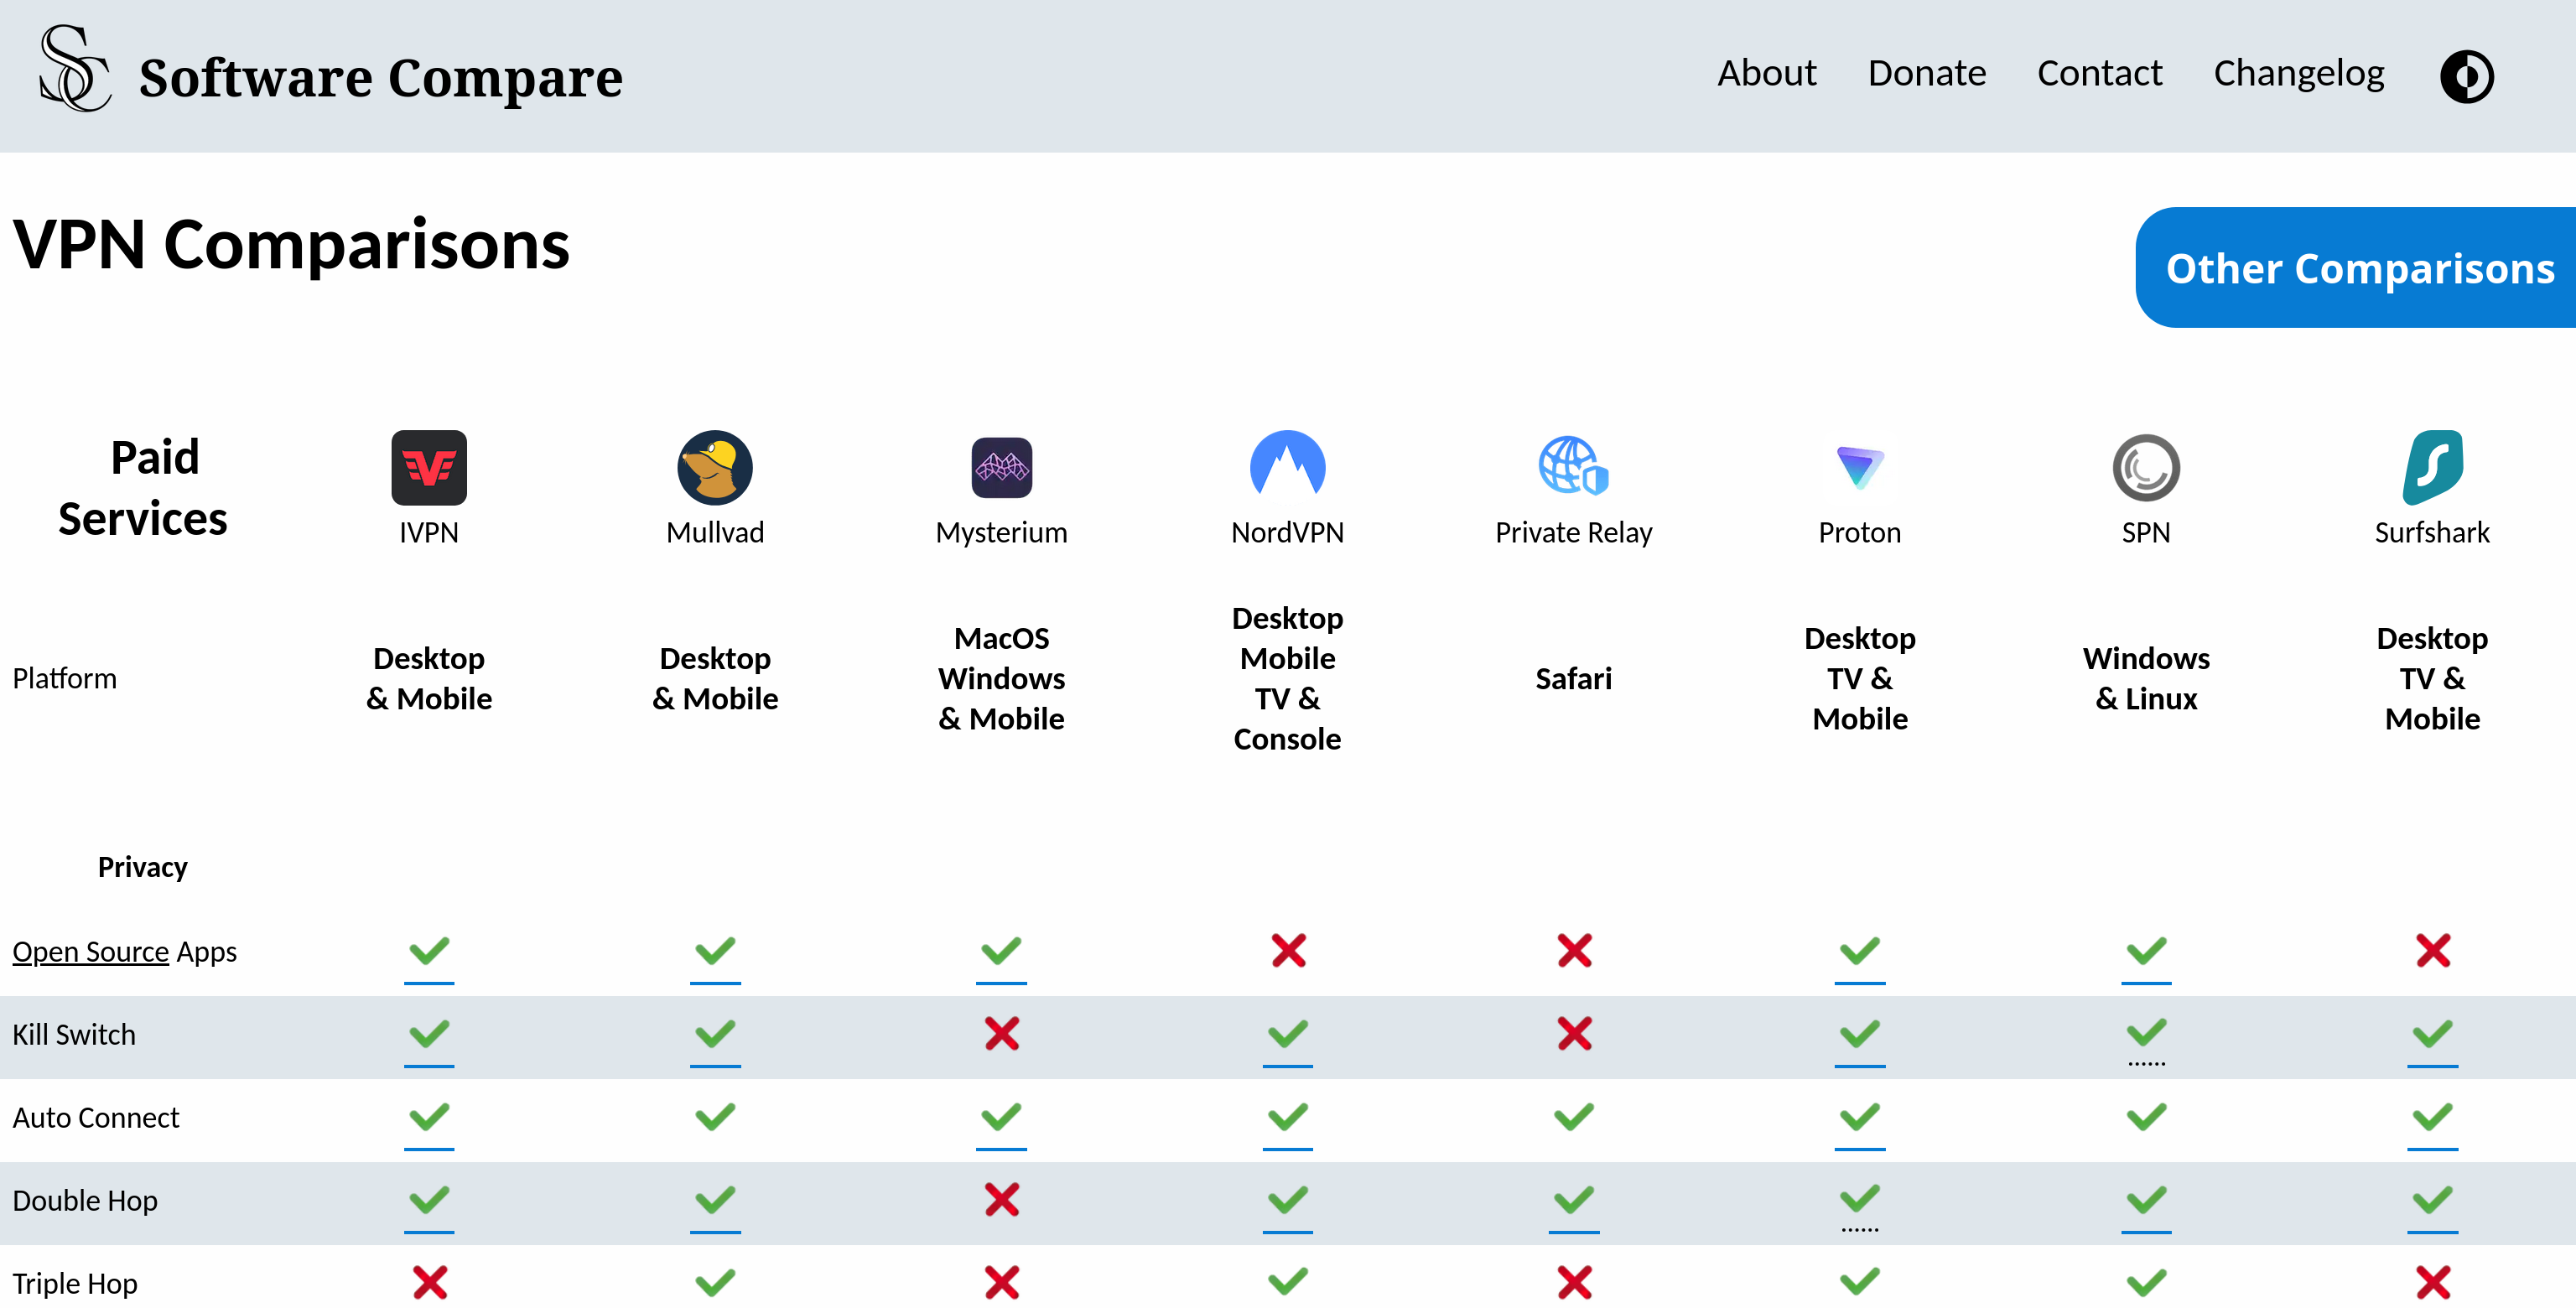 SC Software Compare
About Donate Contact Changelog
VPN Comparisons
Other Comparisons
Paid
Services
IVPN Mullvad Mysterium NordVPN Private Relay Proton SPN Surfshark
Platform
Desktop
& Mobile
Desktop
& Mobile
MacOS
Windows
& Mobile
Desktop
Mobile
TV &
Console
Safari
Desktop
TV &
Mobile
Windows
& Linux
Desktop
TV &
Mobile
Privacy
Open Source Apps
Kill Switch
Auto Connect
Double Hop
Triple Hop